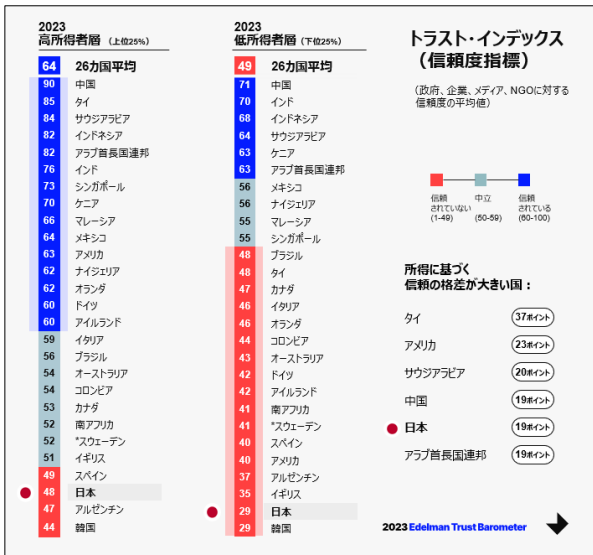 2023
高所得者層 (上位25%)
64 26カ国平均
90 中国
85 タイ
84 サウジアラビア
82 インドネシア
82 アラブ首長国連邦
76 インド
73 シンガポール
70 ケニア
66 マレーシア
64 メキシコ
63 アメリカ
62 ナイジェリア
62 オランダ
60 ドイツ
60 アイルランド
59 イタリア
56 ブラジル
54 オーストラリア
54 コロンビア
53 カナダ
52 南アフリカ
52 *スウェーデン
51 イギリス
49 スペイン
48 日本
47 アルゼンチン
44 韓国
2023
低所得者層 (下位25%)
49 26カ国平均
71 中国
70 インド
68 インドネシア
64 サウジアラビア
63 ケニア
63 アラブ首長国連邦
56 メキシコ
56 ナイジェリア
55 マレーシア
55 シンガポール
48 ブラジル
48 タイ
47 カナダ
46 イタリア
46 オランダ
44 コロンビア
43 オーストラリア
42 ドイツ
42 アイルランド
41 南アフリカ
41 *スウェーデン
40 スペイン
40 アメリカ
37 アルゼンチン
35 イギリス
29 日本
29 韓国
トラスト・インデックス
(信頼度指標)
(政府、企業、メディア、NGOに対する
信頼度の平均値)
信頼
されていない
(1-49)
中立
(50-59)
信頼
されている
(60-100)
所得に基づく
信頼の格差が大きい国：
タイ 37ポイント
アメリカ 23ポイント
サウジアラビア 20ポイント
中国 19ポイント
日本 19ポイント
アラブ首長国連邦 19ポイント
2023 Edelman Trust Barometer